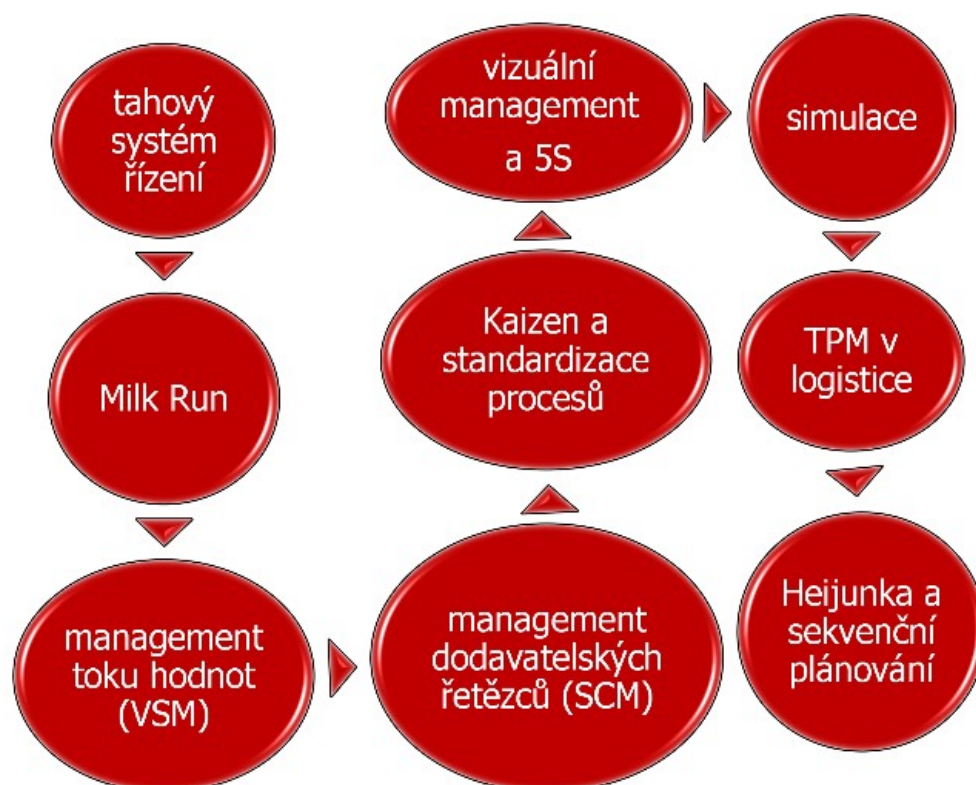 tahový
systém
řízení
Milk Run
management
toku hodnot
(VSM)
management
dodavatelských
řetězců (SCM)
Kaizen a
standardizace
procesů
vizuální
management
a 5S
simulace
TPM v
logistice
Heijunka a
sekvenční
plánování